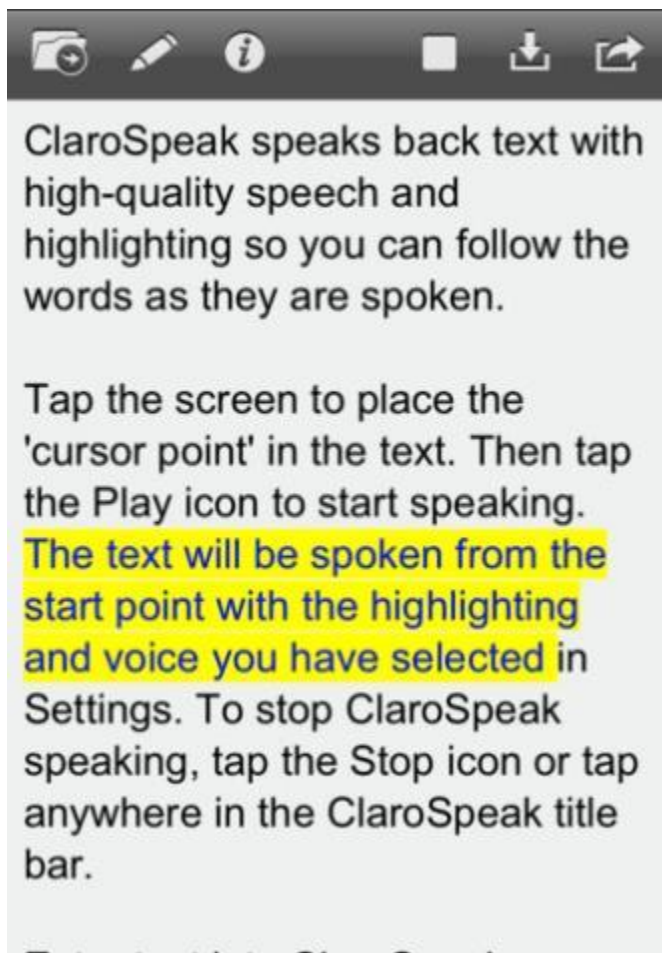 ClaroSpeak speaks back text with
high-quality speech and
highlighting so you can follow the
words as they are spoken.
Tap the screen to place the
'cursor point' in the text. Then tap
the Play icon to start speaking.
The text will be spoken from the
start point with the highlighting
and voice you have selected in
Settings. To stop ClaroSpeak
speaking, tap the Stop icon or tap
anywhere in the ClaroSpeak title
bar.